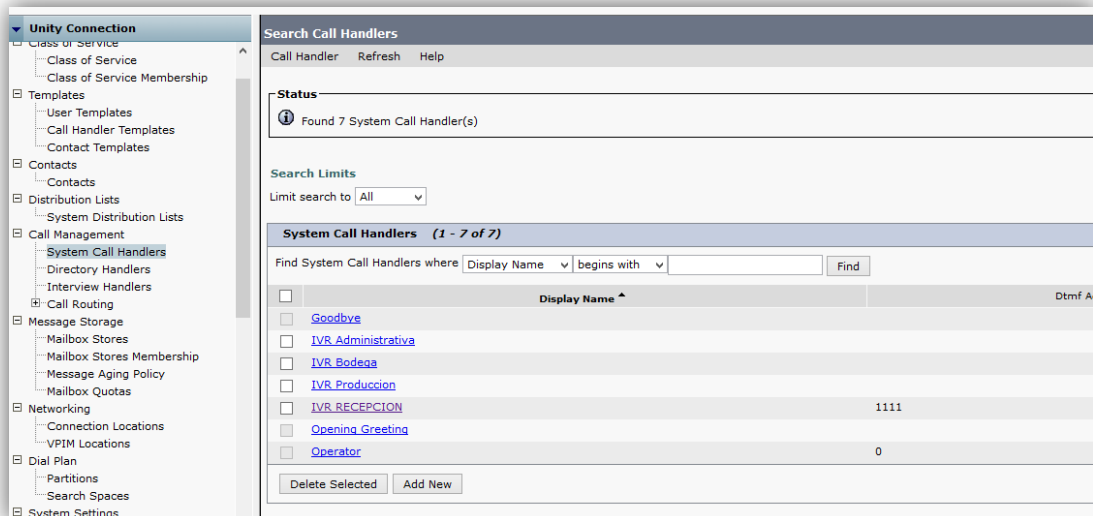 Unity Connection
Class of Service
Class of Service
Class of Service Membership
Templates
User Templates
Call Handler Templates
Contact Templates
Contacts
Contacts
Distribution Lists
System Distribution Lists
Call Management
System Call Handlers
Directory Handlers
Interview Handlers
Call Routing
Message Storage
Mailbox Stores
Mailbox Stores Membership
Message Aging Policy
Mailbox Quotas
Networking
Connection Locations
VPIM Locations
Dial Plan
Partitions
Search Spaces
System Settings
Search Call Handlers
Call Handler Refresh Help
Status
Found 7 System Call Handler(s)
Search Limits
Limit search to All
System Call Handlers (1 - 7 of 7)
Find System Call Handlers where Display Name begins with Find
Display Name Dtmf A
Goodbye
IVR Administrativa
IVR Bodega
IVR Produccion
IVR RECEPCION 1111
Opening Greeting
Operator 0
Delete Selected Add New